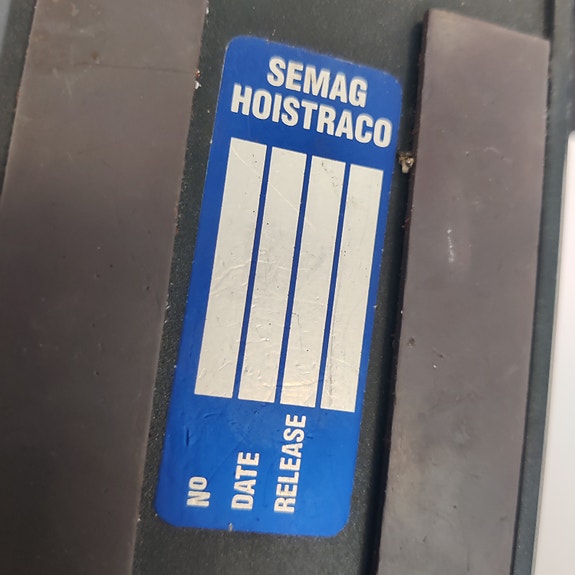 SEMAG
HOISTRACO
Nº
DATE
RELEASE